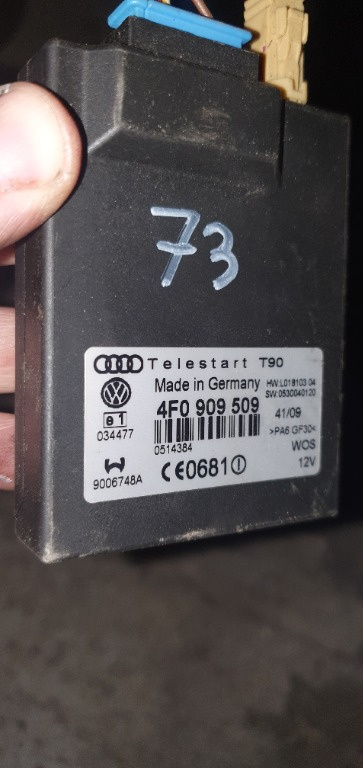 73
Telestart T90
Made in Germany
HW:L018103 04
SW:0530040120
4F0 909 509
e1
034477
41/09
>PA6 GF30<
0514384
WOS
9006748A
CE0681
12V